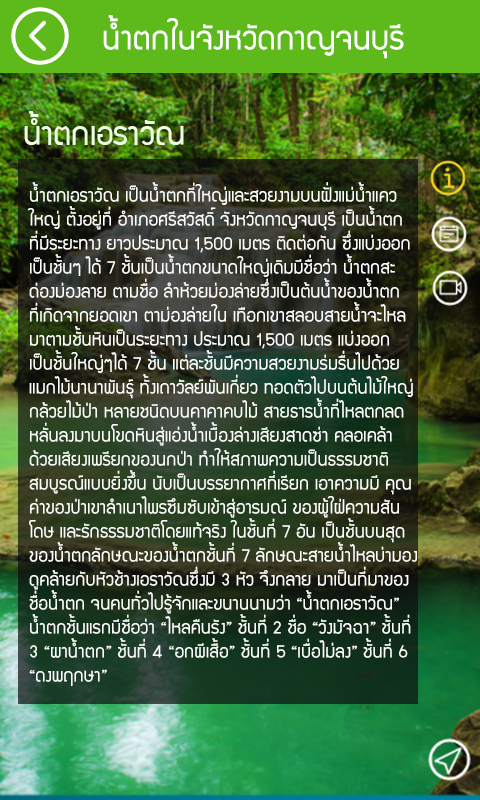 น้ำตกในจังหวัดกาญจนบุรี
น้ำตกเอราวัณ
น้ำตกเอราวัณ เป็นน้ำตกที่ใหญ่และสวยงามบนฝั่งแม่น้ำแคว
ใหญ่ ตั้งอยู่ที่ อำเภอศรีสวัสดิ์ จังหวัดกาญจนบุรี เป็นน้ำตก
ที่มีระยะทาง ยาวประมาณ 1,500 เมตร ติดต่อกัน ซึ่งแบ่งออก
เป็นชั้นๆ ได้ 7 ชั้นเป็นน้ำตกขนาดใหญ่เดิมมีชื่อว่า น้ำตกสะ
ด่องม่องลาย ตามชื่อ ลำห้วยม่องล่ายซึ่งเป็นต้นน้ำของน้ำตก
ที่เกิดจากยอดเขา ตาม่องล่ายใน เทือกเขาสลอบสายน้ำจะไหล
มาตามชั้นหินเป็นระยะทาง ประมาณ 1,500 เมตร แบ่งออก
เป็นชั้นใหญ่ๆได้ 7 ชั้น แต่ละชั้นมีความสวยงามร่มรื่นไปด้วย
แมกไม้นานาพันธุ์ ทั้งเถาวัลย์พันเกี่ยว ทอดตัวไปบนต้นไม้ใหญ่
กล้วยไม้ป่า หลายชนิดบนคาคาคบไม้ สายธารน้ำที่ไหลตกลด
หลั่นลงมาบนโขดหินสู่แอ่งน้ำเบื้องล่างเสียงสาดซ่า คลอเคล้า
ด้วยเสียงเพรียกของนกป่า ทำให้สภาพความเป็นธรรมชาติ
สมบูรณ์แบบยิ่งขึ้น นับเป็นบรรยากาศที่เรียก เอาความมี คุณ
ค่าของป่าเขาลำเนาไพรซึมซับเข้าสู่อารมณ์ ของผู้ใฝ่ความสัน
โดษ และรักธรรมชาติโดยแท้จริง ในชั้นที่ 7 อัน เป็นชั้นบนสุด
ของน้ำตกลักษณะของน้ำตกชั้นที่ 7 ลักษณะสายน้ำไหลบ่ามอง
ดูคล้ายกับหัวช้างเอราวัณซึ่งมี 3 หัว จึงกลาย มาเป็นที่มาของ
ชื่อน้ำตก จนคนทั่วไปรู้จักและขนานนามว่า “น้ำตกเอราวัณ”
น้ำตกชั้นแรกมีชื่อว่า “ไหลคืนรัง” ชั้นที่ 2 ชื่อ “วังมัจฉา” ชั้นที่
3 “ผาน้ำตก” ชั้นที่ 4 “อกผีเสื้อ” ชั้นที่ 5 “เบื่อไม่ลง” ชั้นที่ 6
“ดงพฤกษา”